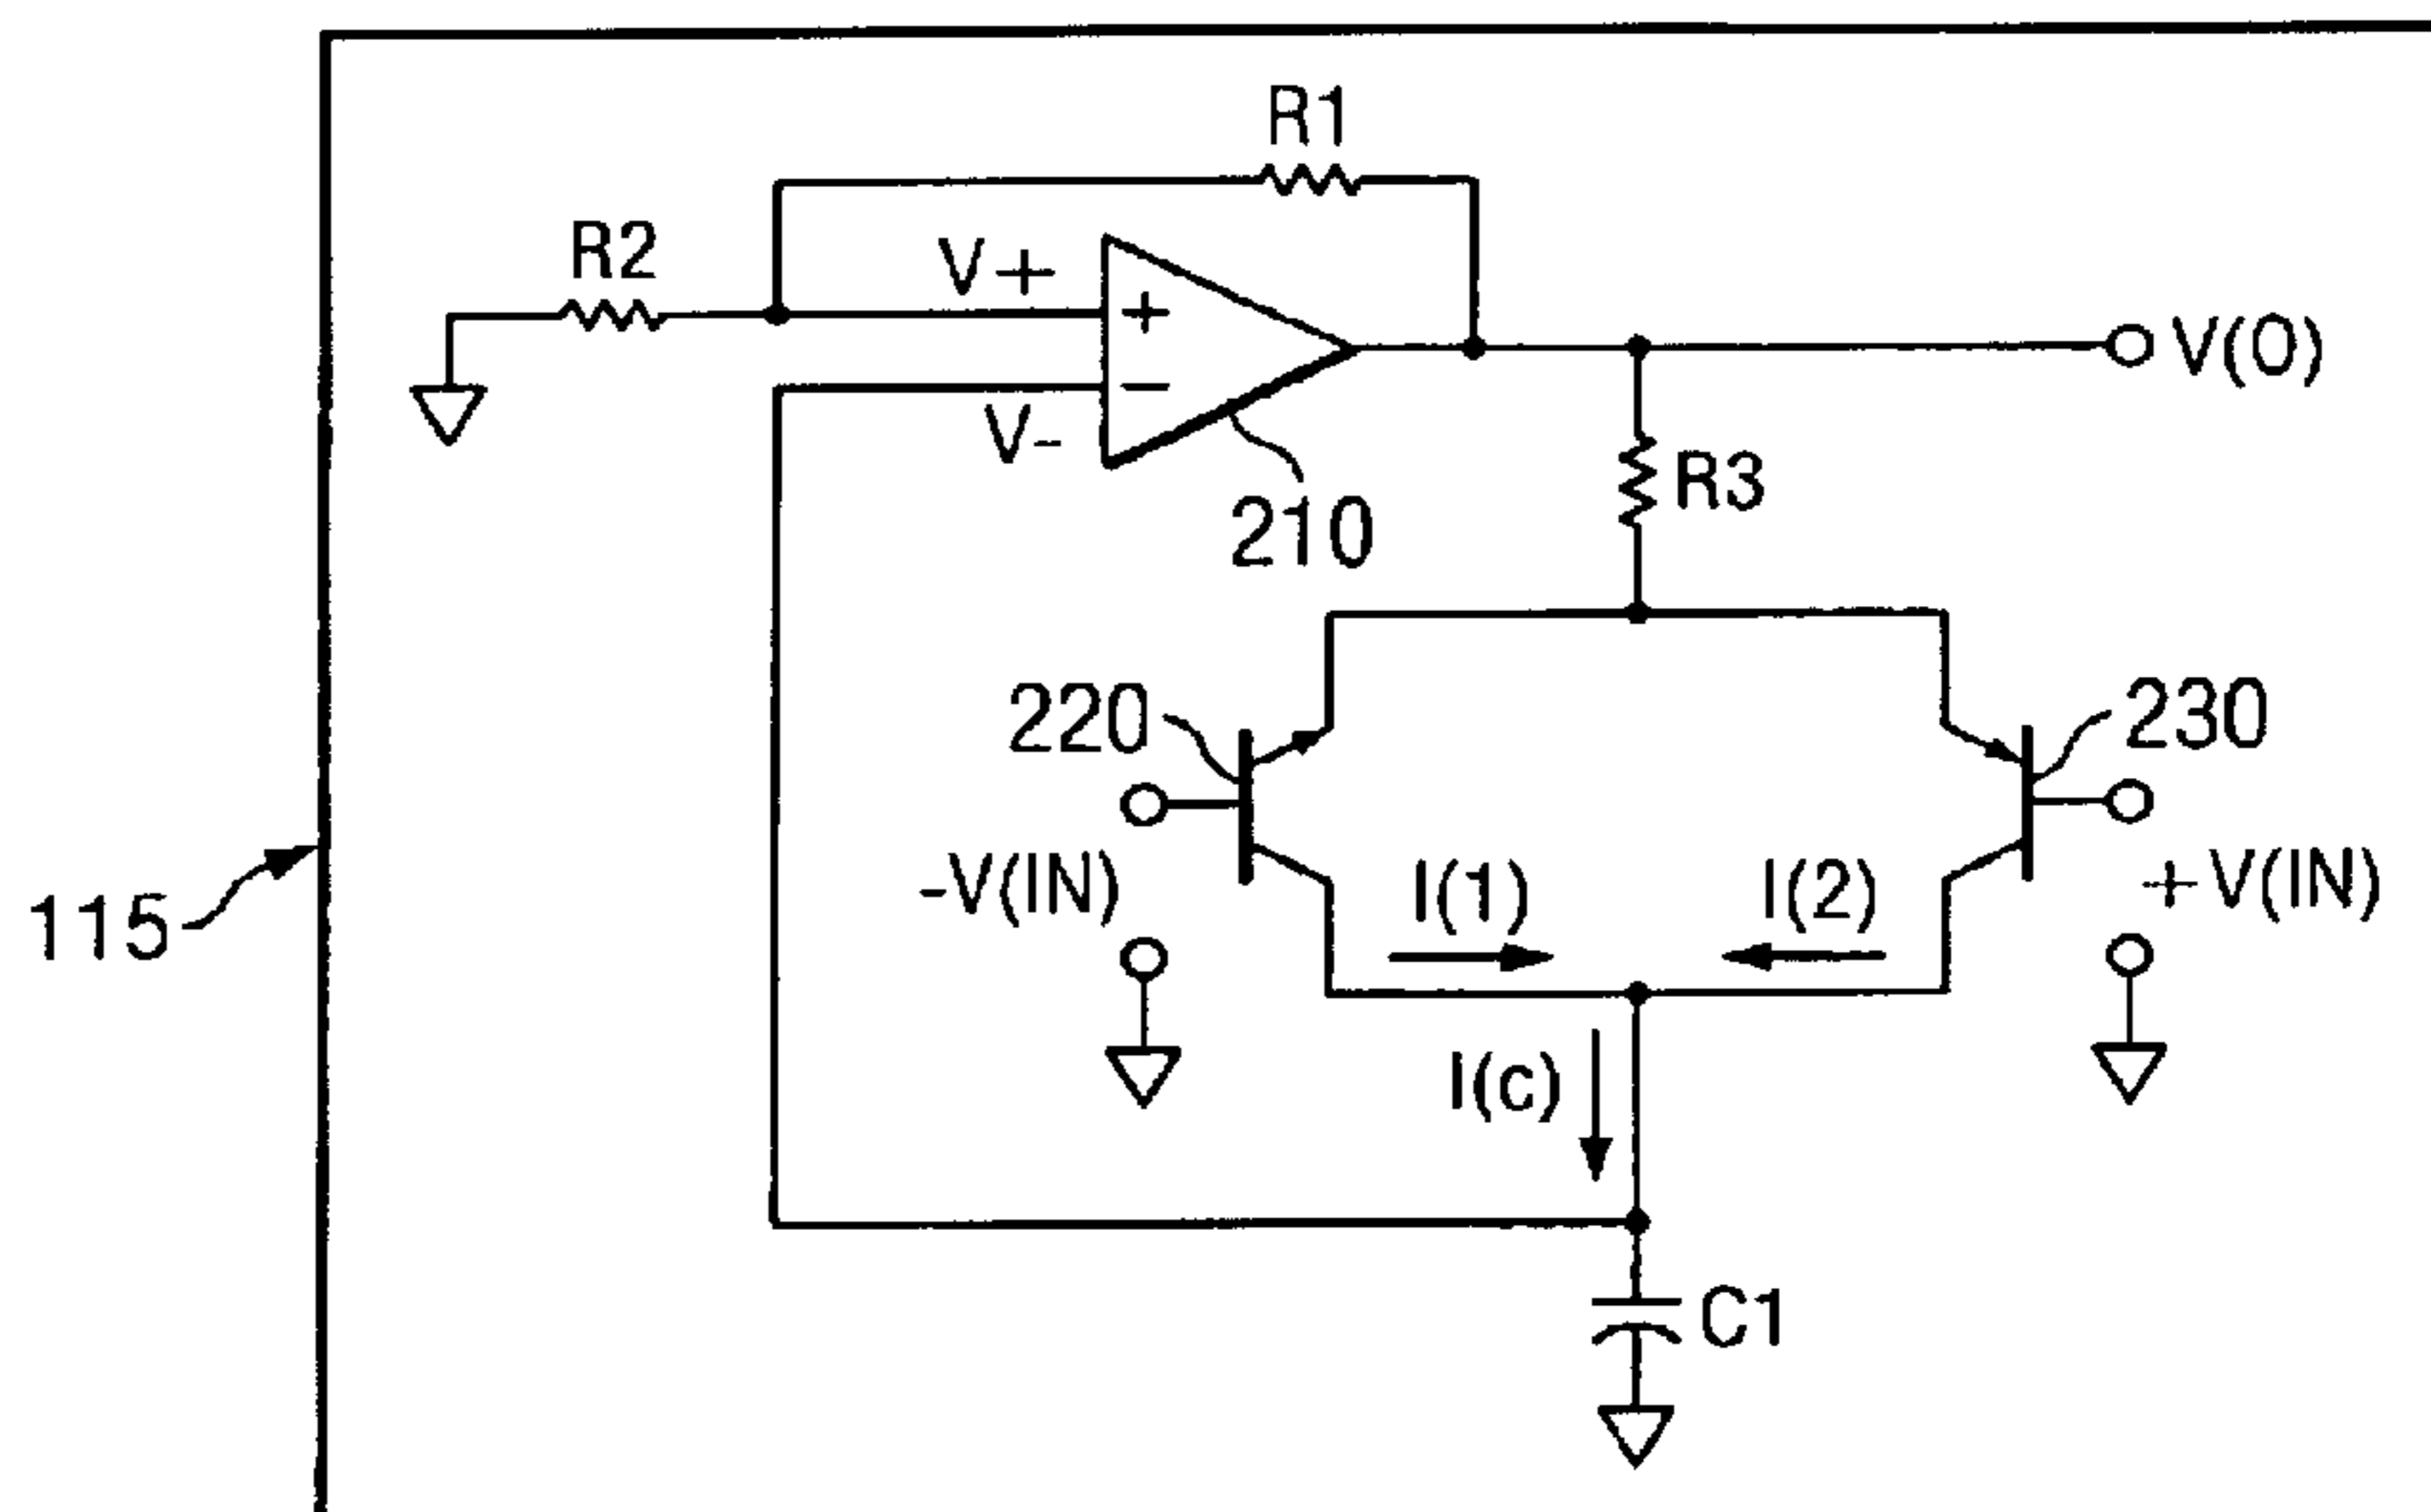 R1
R2
V+
+
V(O)
−
V-
R3
210
220
230
-V(IN)
I(1)
I(2)
+V(IN)
115
I(c)
C1